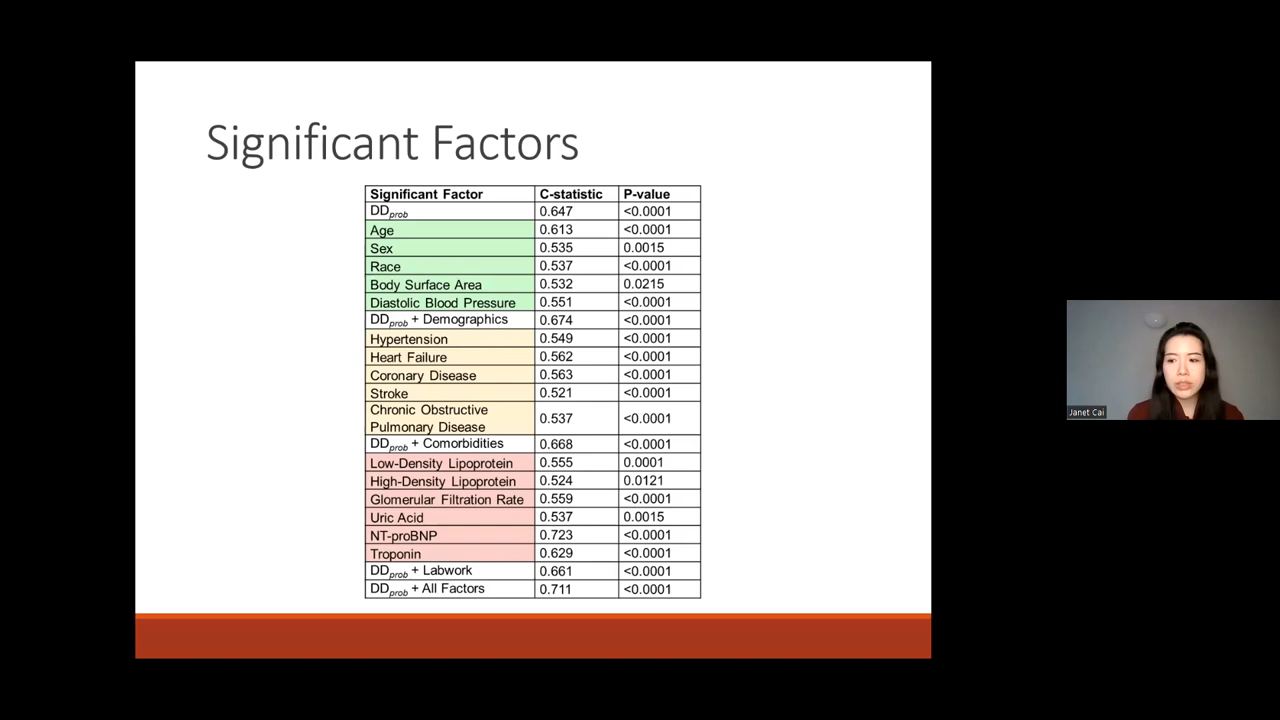 Significant Factors
Significant Factor C-statistic P-value
DDprob 0.647 <0.0001
Age 0.613 <0.0001
Sex 0.535 0.0015
Race 0.537 <0.0001
Body Surface Area 0.532 0.0215
Diastolic Blood Pressure 0.551 <0.0001
DDprob + Demographics 0.674 <0.0001
Hypertension 0.549 <0.0001
Heart Failure 0.562 <0.0001
Coronary Disease 0.563 <0.0001
Stroke 0.521 <0.0001
Chronic Obstructive
Pulmonary Disease 0.537 <0.0001
DDprob + Comorbidities 0.668 <0.0001
Low-Density Lipoprotein 0.555 0.0001
High-Density Lipoprotein 0.524 0.0121
Glomerular Filtration Rate 0.559 <0.0001
Uric Acid 0.537 0.0015
NT-proBNP 0.723 <0.0001
Troponin 0.629 <0.0001
DDprob + Labwork 0.661 <0.0001
DDprob + All Factors 0.711 <0.0001
Janet Cai